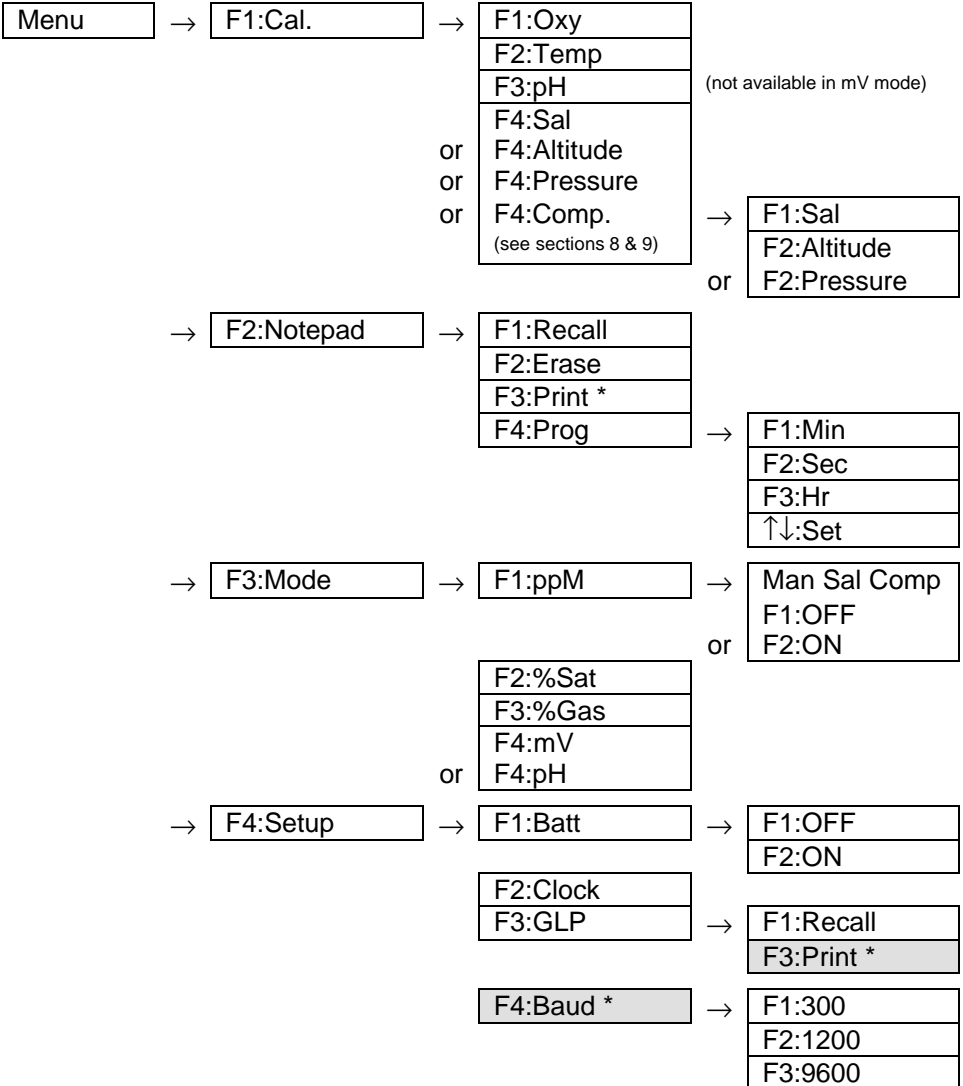 Menu → F1:Cal. → F1:Oxy
F2:Temp
F3:pH (not available in mV mode)
F4:Sal
or F4:Altitude
or F4:Pressure
or F4:Comp. → F1:Sal
(see sections 8 & 9) F2:Altitude
or F2:Pressure
→ F2:Notepad → F1:Recall
F2:Erase
F3:Print *
F4:Prog → F1:Min
F2:Sec
F3:Hr
↑↓:Set
→ F3:Mode → F1:ppM → Man Sal Comp
F1:OFF
or F2:ON
F2:%Sat
F3:%Gas
F4:mV
or F4:pH
→ F4:Setup → F1:Batt → F1:OFF
F2:ON
F2:Clock
F3:GLP → F1:Recall
F3:Print *
F4:Baud * → F1:300
F2:1200
F3:9600